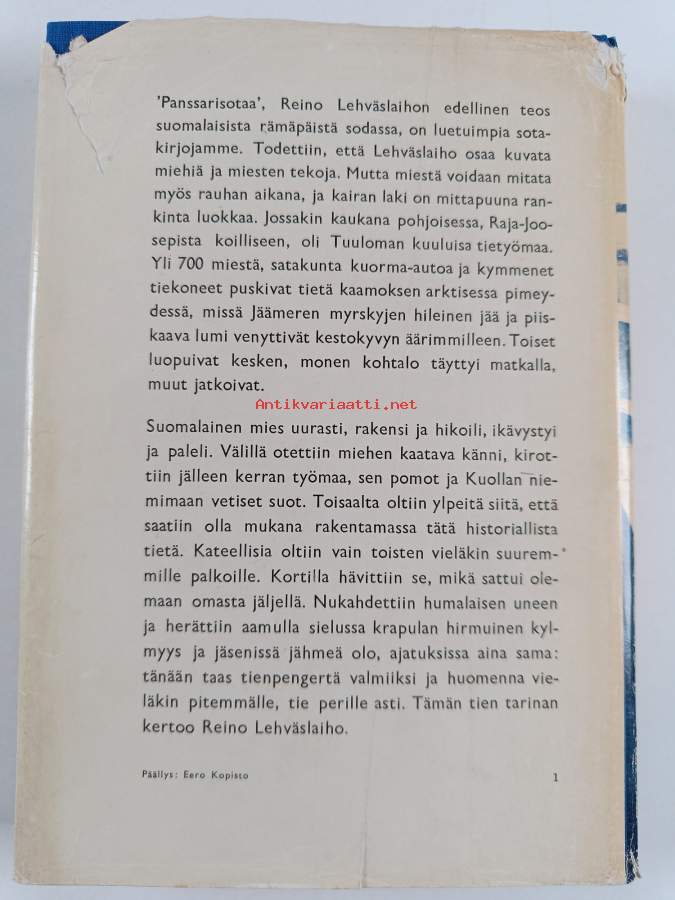 'Panssarisotaa', Reino Lehväslaihon edellinen teos
suomalaisista rämäpäistä sodassa, on luetuimpia sota-
kirjojamme. Todettiin, että Lehväslaiho osaa kuvata
miehiä ja miesten tekoja. Mutta miestä voidaan mitata
myös rauhan aikana, ja kairan laki on mittapuuna ran-
kinta luokkaa. Jossakin kaukana pohjoisessa, Raja-Joo-
sepista koilliseen, oli Tuuloman kuuluisa tietyömaa.
Yli 700 miestä, satakunta kuorma-autoa ja kymmenet
tiekoneet puskivat tietä kaamoksen arktisessa pimey-
dessä, missä Jäämeren myrskyjen hileinen jää ja piis-
kaava lumi venyttivät kestokyvyn äärimmilleen. Toiset
luopuivat kesken, monen kohtalo täyttyi matkalla,
muut jatkoivat.
Antikvariaatti.net
Suomalainen mies uurasti, rakensi ja hikoili, ikävystyi
ja paleli. Välillä otettiin miehen kaatava känni, kirot-
tiin jälleen kerran työmaa, sen pomot ja Kuollan nie-
mimaan vetiset suot. Toisaalta oltiin ylpeitä siitä, että
saatiin olla mukana rakentamassa tätä historiallista
tietä. Kateellisia oltiin vain toisten vieläkin suurem-
mille palkoille. Kortilla hävittiin se, mikä sattui ole-
maan omasta jäljellä. Nukahdettiin humalaisen uneen
ja herättiin aamulla sielussa krapulan hirmuinen kyl-
myys ja jäsenissä jähmeä olo, ajatuksissa aina sama:
tänään taas tienpengertä valmiiksi ja huomenna vie-
läkin pitemmälle, tie perille asti. Tämän tien tarinan
kertoo Reino Lehväslaiho.
Päällys: Eero Kopisto 1